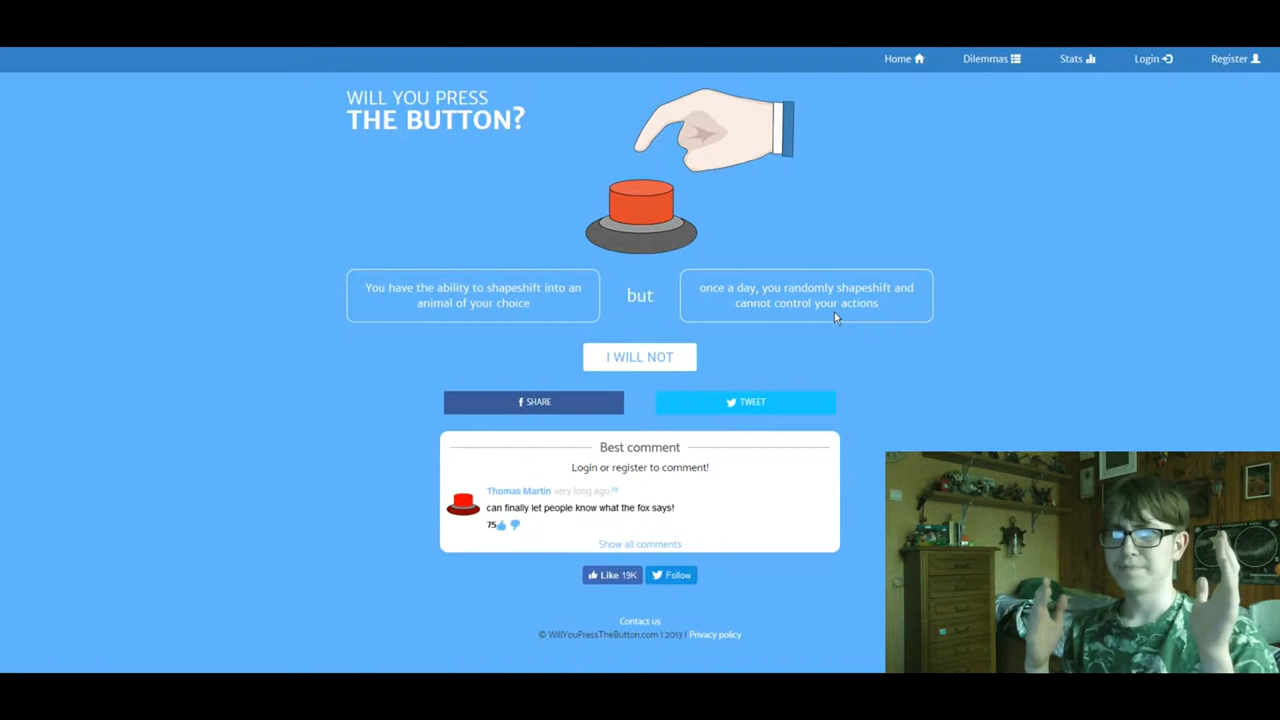 Home
Dilemmas
Stats
Login
Register
WILL YOU PRESS
THE BUTTON?
You have the ability to shapeshift into an
animal of your choice
but
once a day, you randomly shapeshift and
cannot control your actions
I WILL NOT
SHARE
TWEET
Best comment
Login or register to comment!
Thomas Martin very long ago
can finally let people know what the fox says!
75
Show all comments
Like 19K
Follow
Contact us
© WillYouPressTheButton.com | 2013 | Privacy policy